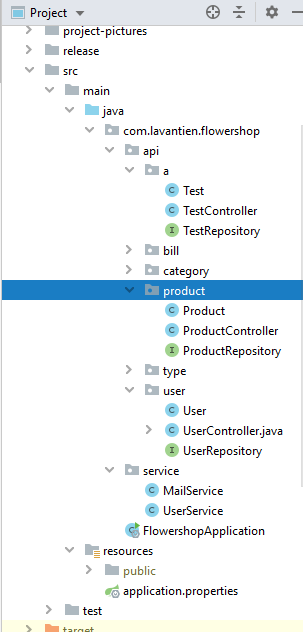 Project
project-pictures
release
src
main
java
com.lavantien.flowershop
api
a
Test
TestController
TestRepository
bill
category
product
Product
ProductController
ProductRepository
type
user
User
UserController.java
UserRepository
service
MailService
UserService
FlowershopApplication
resources
public
application.properties
test
target